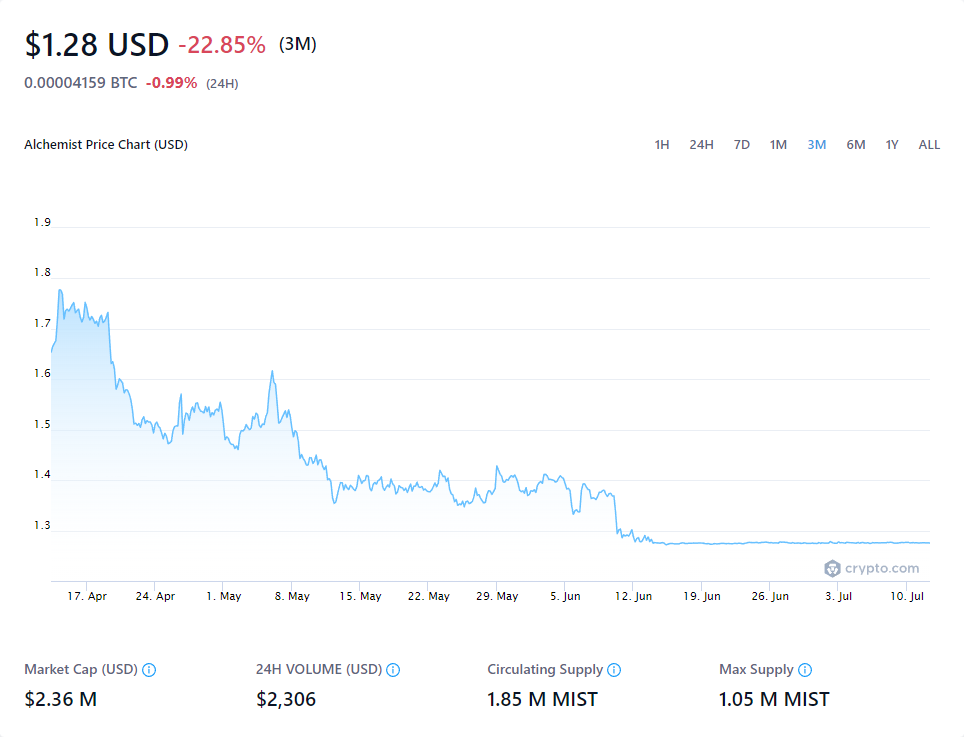 $1.28 USD -22.85% (3M)
0.00004159 BTC -0.99% (24H)
Alchemist Price Chart (USD) 1H 24H 7D 1M 3M 6M 1Y ALL
1.9
1.8
1.7
1.6
1.5
1.4
1.3
crypto.com
17. Apr 24. Apr 1. May 8. May 15. May 22. May 29. May 5. Jun 12. Jun 19. Jun 26. Jun 3. Jul 10. Jul
Market Cap (USD) 24H VOLUME (USD) Circulating Supply Max Supply
$2.36 M $2,306 1.85 M MIST 1.05 M MIST